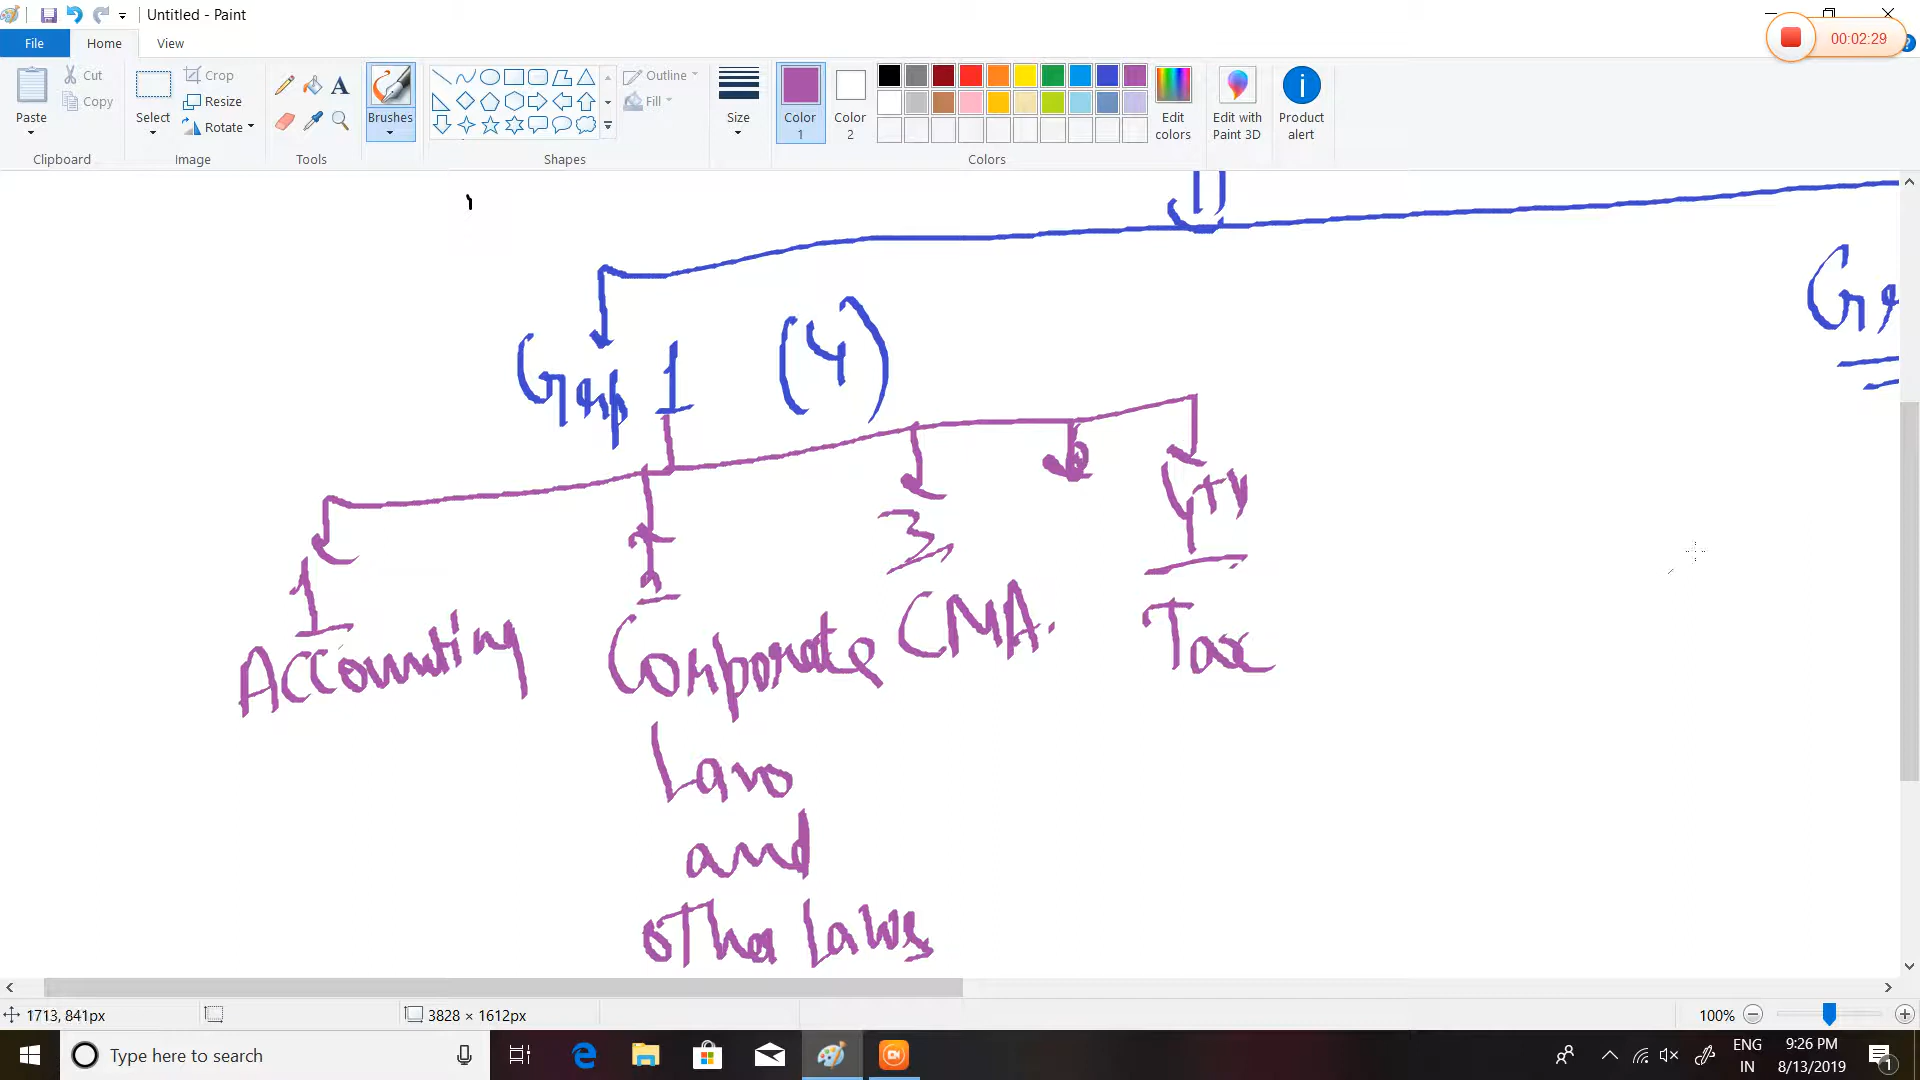 Untitled - Paint
00:02:29
File
Home
View
Cut
Copy
Paste
Clipboard
Crop
Resize
Rotate
Select
Image
A
Tools
Brushes
Shapes
Outline
Fill
Size
Color 1
Color 2
Colors
Edit colors
Edit with Paint 3D
Product alert
Group 1 (4)
1
2
3
4th
Accounting
Corporate
CMA.
Tax
Law
and
other Laws
1713, 841px
3828 × 1612px
100%
Type here to search
ENG
IN
9:26 PM
8/13/2019
1